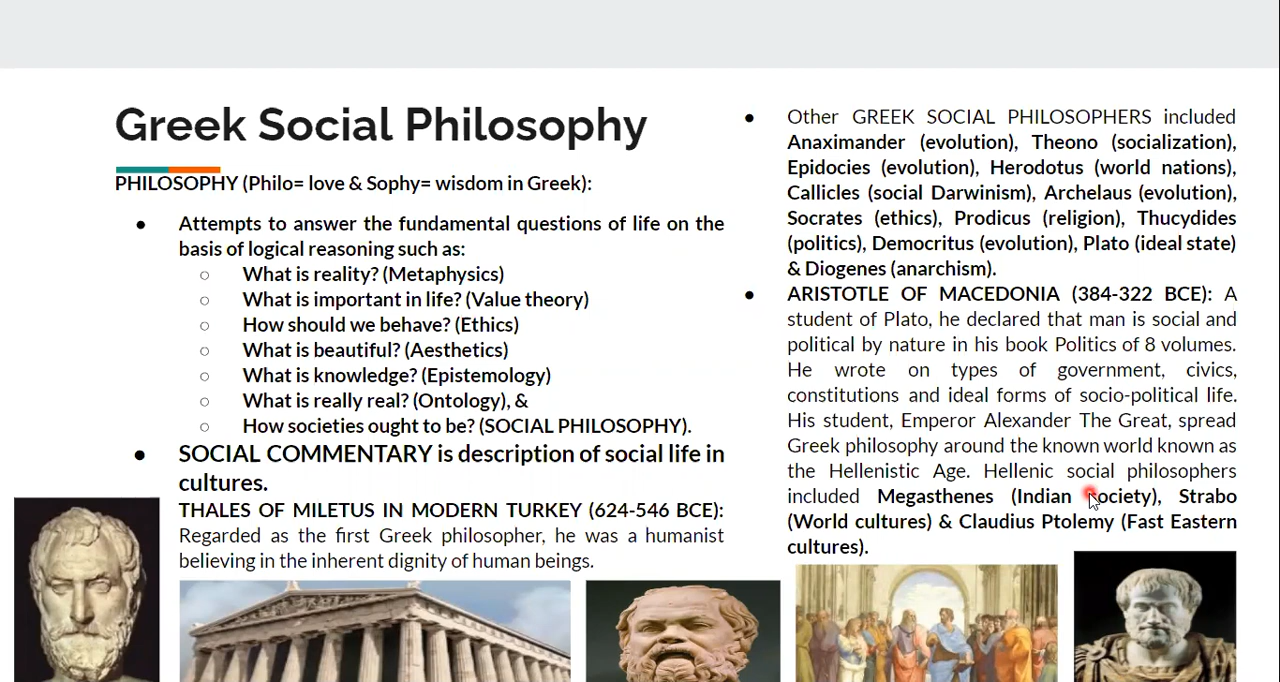 Greek Social Philosophy
PHILOSOPHY (Philo= love & Sophy= wisdom in Greek):
● Attempts to answer the fundamental questions of life on the
basis of logical reasoning such as:
○ What is reality? (Metaphysics)
○ What is important in life? (Value theory)
○ How should we behave? (Ethics)
○ What is beautiful? (Aesthetics)
○ What is knowledge? (Epistemology)
○ What is really real? (Ontology), &
○ How societies ought to be? (SOCIAL PHILOSOPHY).
● SOCIAL COMMENTARY is description of social life in
cultures.
THALES OF MILETUS IN MODERN TURKEY (624-546 BCE):
Regarded as the first Greek philosopher, he was a humanist
believing in the inherent dignity of human beings.
● Other GREEK SOCIAL PHILOSOPHERS included
Anaximander (evolution), Theono (socialization),
Epidocies (evolution), Herodotus (world nations),
Callicles (social Darwinism), Archelaus (evolution),
Socrates (ethics), Prodicus (religion), Thucydides
(politics), Democritus (evolution), Plato (ideal state)
& Diogenes (anarchism).
● ARISTOTLE OF MACEDONIA (384-322 BCE): A
student of Plato, he declared that man is social and
political by nature in his book Politics of 8 volumes.
He wrote on types of government, civics,
constitutions and ideal forms of socio-political life.
His student, Emperor Alexander The Great, spread
Greek philosophy around the known world known as
the Hellenistic Age. Hellenic social philosophers
included Megasthenes (Indian society), Strabo
(World cultures) & Claudius Ptolemy (Fast Eastern
cultures).